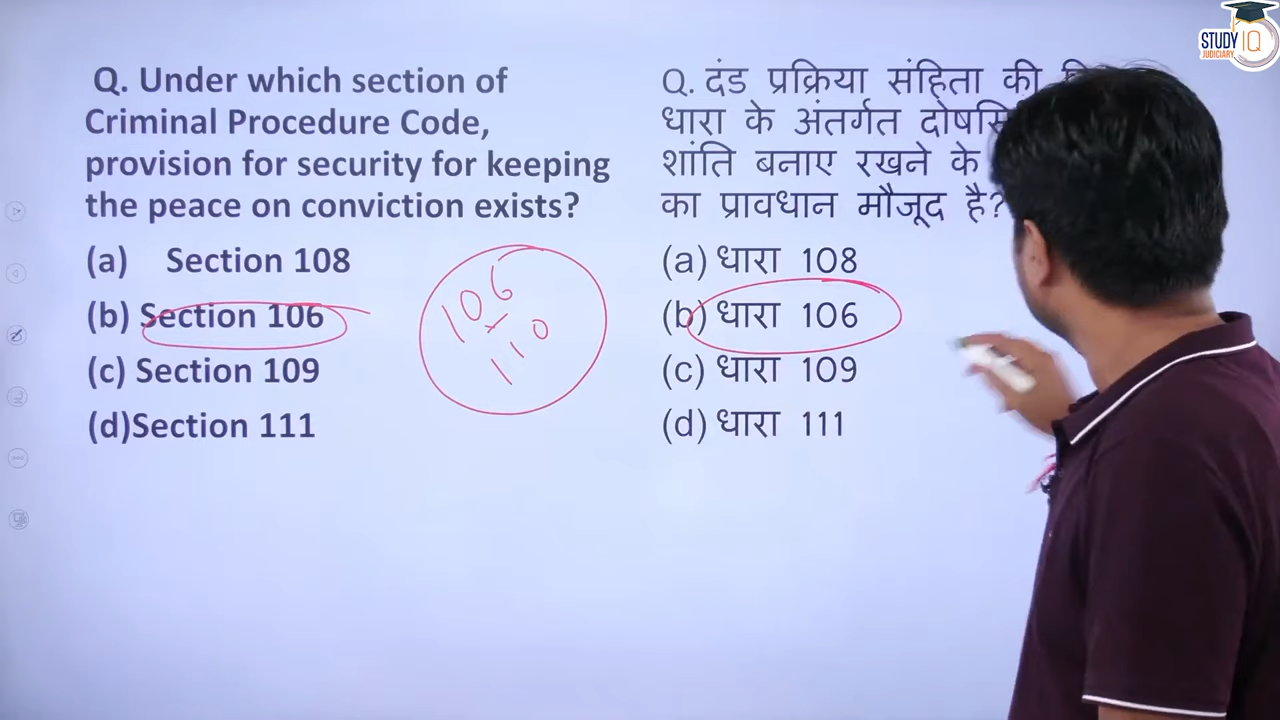 STUDY IQ
JUDICIARY
Q. Under which section of
Criminal Procedure Code,
provision for security for keeping
the peace on conviction exists?
(a) Section 108
(b) Section 106
(c) Section 109
(d)Section 111
106
110
Q. दंड प्रक्रिया संहिता की
धारा के अंतर्गत
शांति बनाए रखने के
का प्रावधान मौजूद है?
(a) धारा 108
(b) धारा 106
(c) धारा 109
(d) धारा 111